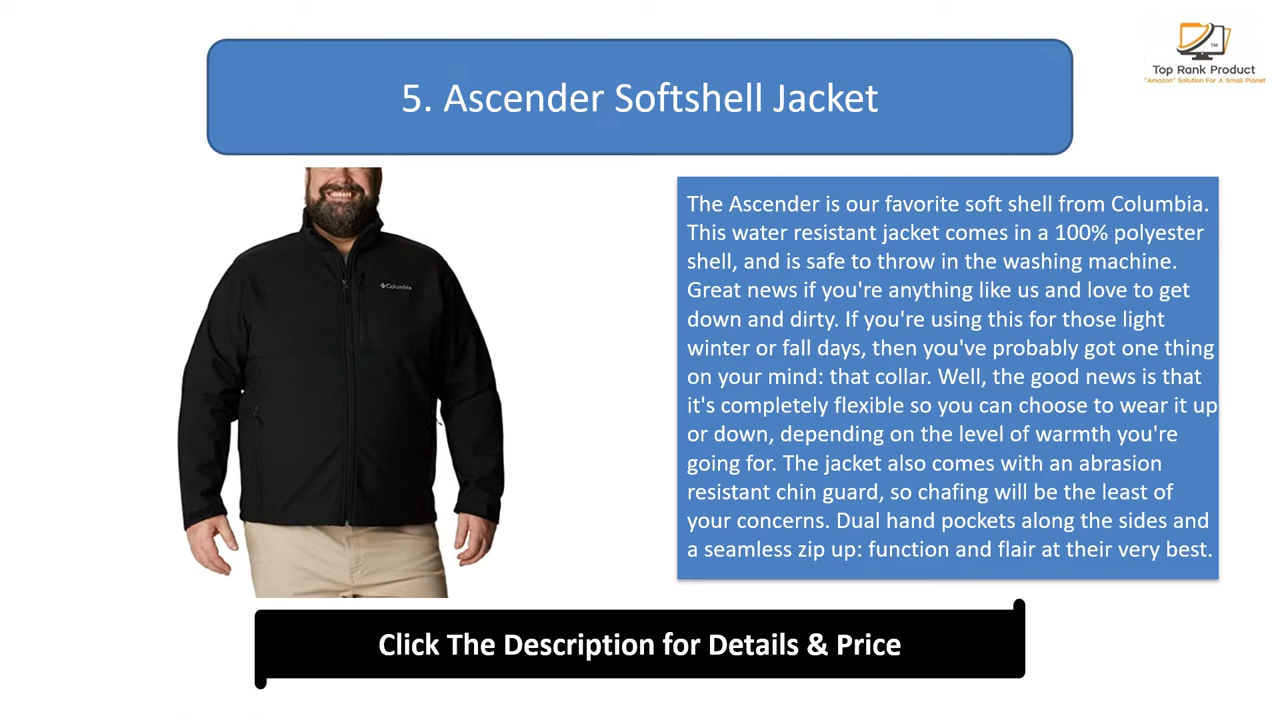 5. Ascender Softshell Jacket
TM
Top Rank Product
"Amazon" Solution For A Small Planet
Columbia
The Ascender is our favorite soft shell from Columbia.
This water resistant jacket comes in a 100% polyester
shell, and is safe to throw in the washing machine.
Great news if you're anything like us and love to get
down and dirty. If you're using this for those light
winter or fall days, then you've probably got one thing
on your mind: that collar. Well, the good news is that
it's completely flexible so you can choose to wear it up
or down, depending on the level of warmth you're
going for. The jacket also comes with an abrasion
resistant chin guard, so chafing will be the least of
your concerns. Dual hand pockets along the sides and
a seamless zip up: function and flair at their very best.
Click The Description for Details & Price